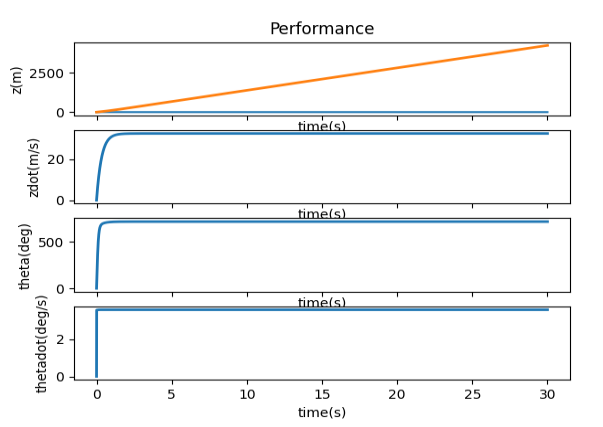 Performance
z(m)
2500
0
time(s)
zdot(m/s)
20
0
time(s)
theta(deg)
500
0
time(s)
thetadot(deg/s)
2
0
0 5 10 15 20 25 30
time(s)